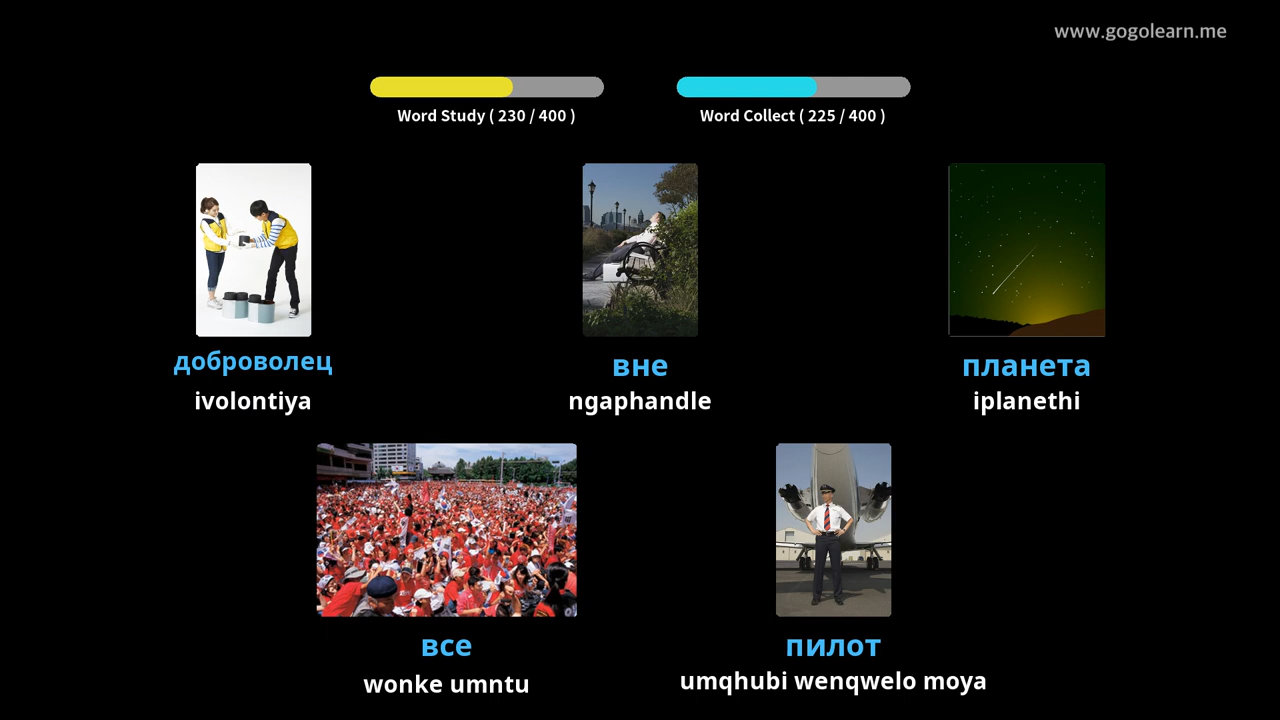 www.gogolearn.me
Word Study ( 230 / 400 )
Word Collect ( 225 / 400 )
доброволец
ivolontiya
вне
ngaphandle
планета
iplanethi
все
wonke umntu
пилот
umqhubi wenqwelo moya